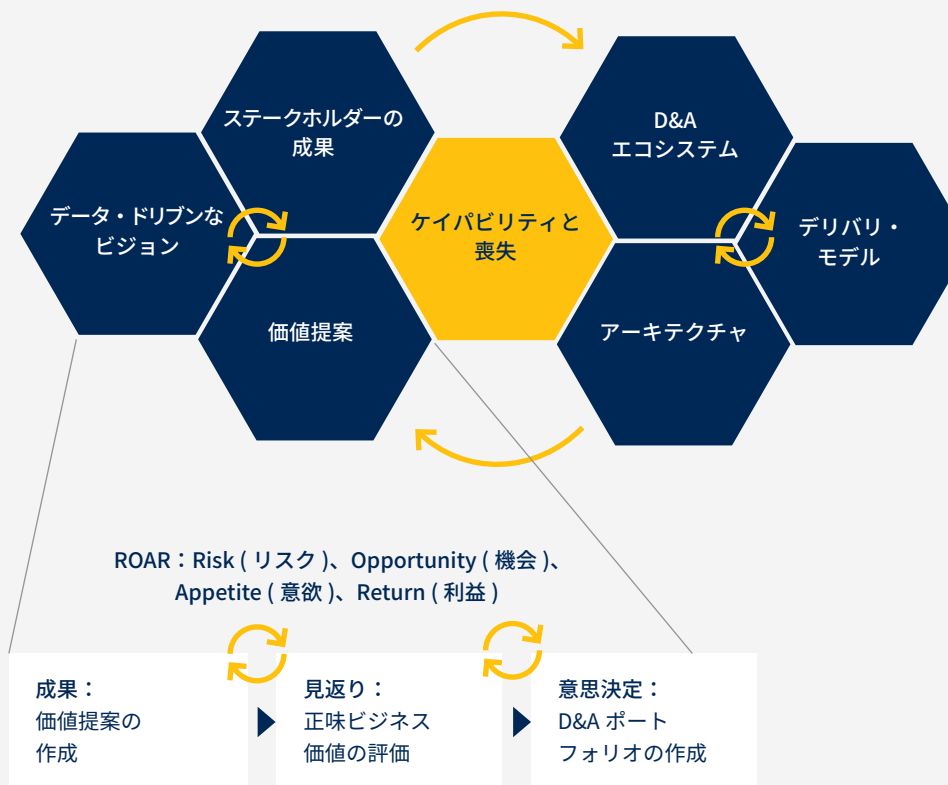 ステークホルダーの
成果
D&A
エコシステム
データ・ドリブンな
ビジョン
ケイパビリティと
喪失
デリバリ・
モデル
価値提案
アーキテクチャ
ROAR：Risk ( リスク )、Opportunity ( 機会 )、
Appetite ( 意欲 )、Return ( 利益 )
成果：
価値提案の
作成
見返り：
正味ビジネス
価値の評価
意思決定：
D&A ポート
フォリオの作成